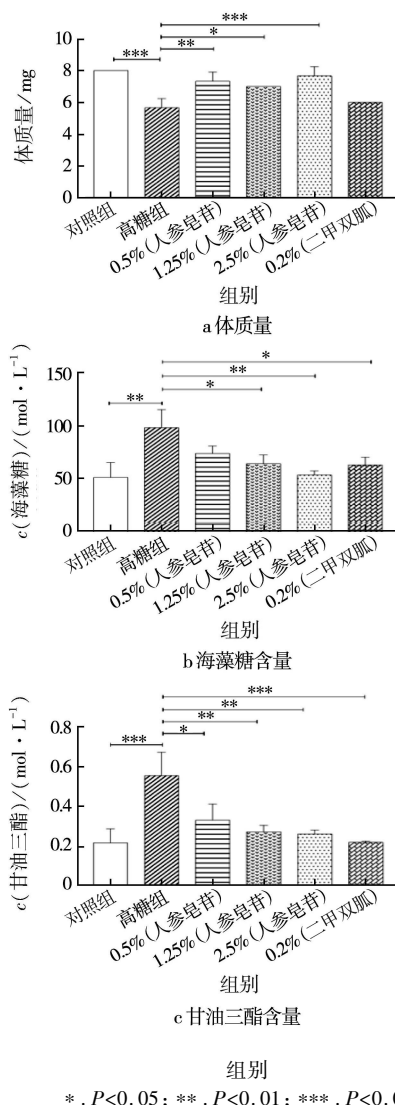 ***
*
**
***
体质量/mg
10
8
6
4
2
0
对照组
高糖组
0.5%(人参皂苷)
1.25%(人参皂苷)
2.5%(人参皂苷)
0.2%(二甲双胍)
组别
a 体质量
*
**
*
**
c(海藻糖)/(mol·L⁻¹)
150
100
50
0
对照组
高糖组
0.5%(人参皂苷)
1.25%(人参皂苷)
2.5%(人参皂苷)
0.2%(二甲双胍)
组别
b 海藻糖含量
***
**
**
*
***
c(甘油三酯)/(mol·L⁻¹)
0.8
0.6
0.4
0.2
0
对照组
高糖组
0.5%(人参皂苷)
1.25%(人参皂苷)
2.5%(人参皂苷)
0.2%(二甲双胍)
组别
c 甘油三酯含量
组别
*.P<0.05; **.P<0.01; ***.P<0.0